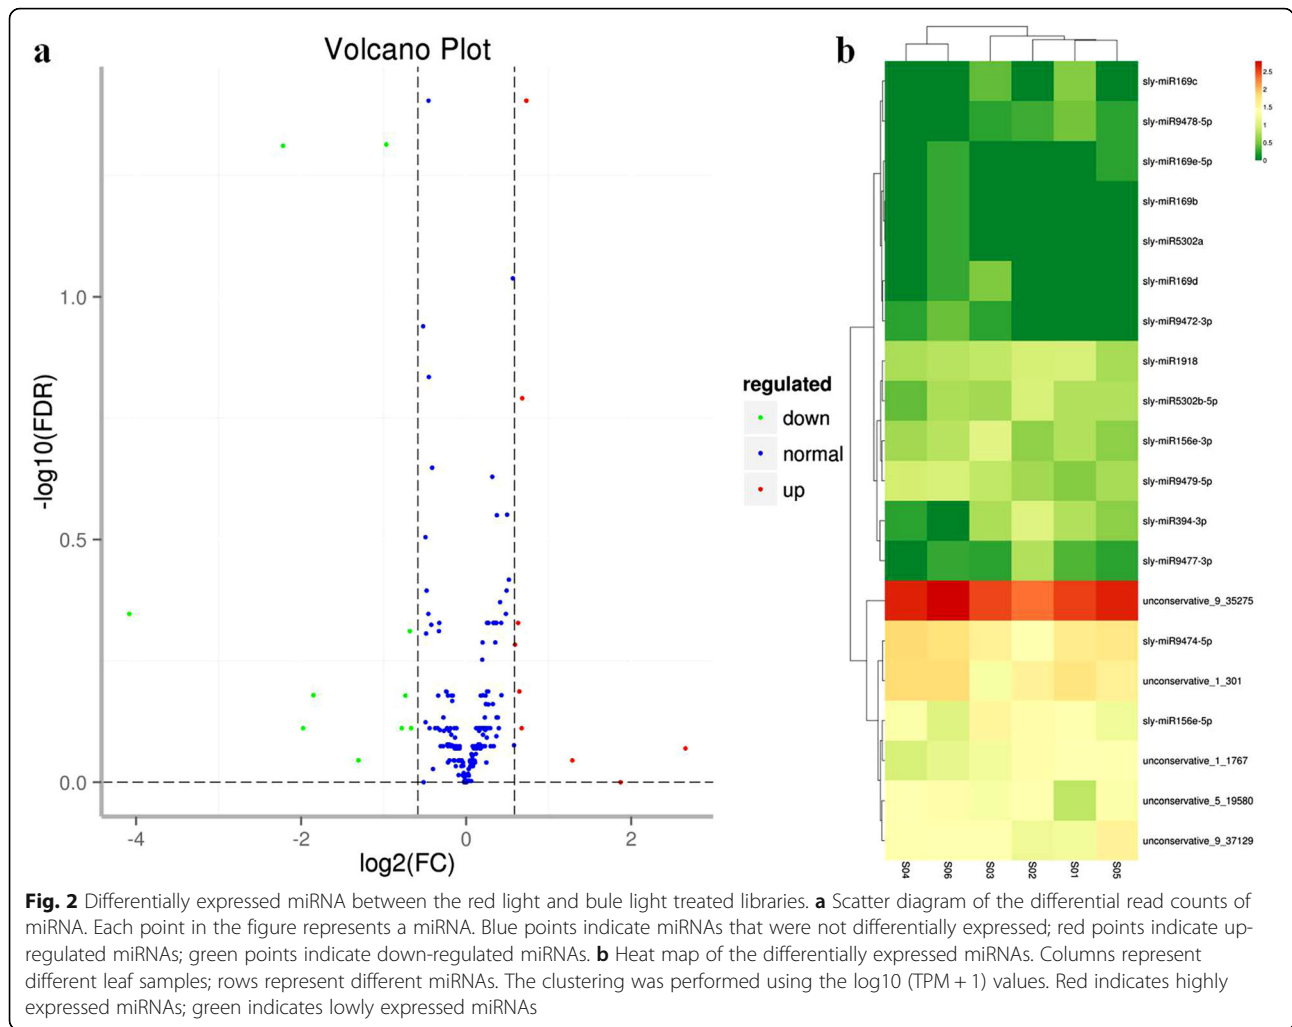 a
Volcano Plot
1.0
0.5
0.0
-log10(FDR)
-4
-2
0
2
log2(FC)
regulated
down
normal
up
b
2.5
2
1.5
1
0.5
0
sly-miR169c
sly-miR9478-5p
sly-miR169e-5p
sly-miR169b
sly-miR5302a
sly-miR169d
sly-miR9472-3p
sly-miR1918
sly-miR5302b-5p
sly-miR156e-3p
sly-miR9479-5p
sly-miR394-3p
sly-miR9477-3p
unconservative_9_35275
sly-miR9474-5p
unconservative_1_301
sly-miR156e-5p
unconservative_1_1767
unconservative_5_19580
unconservative_9_37129
S04
S06
S03
S02
S01
S05
Fig. 2 Differentially expressed miRNA between the red light and bule light treated libraries. a Scatter diagram of the differential read counts of
miRNA. Each point in the figure represents a miRNA. Blue points indicate miRNAs that were not differentially expressed; red points indicate up-
regulated miRNAs; green points indicate down-regulated miRNAs. b Heat map of the differentially expressed miRNAs. Columns represent
different leaf samples; rows represent different miRNAs. The clustering was performed using the log10 (TPM + 1) values. Red indicates highly
expressed miRNAs; green indicates lowly expressed miRNAs